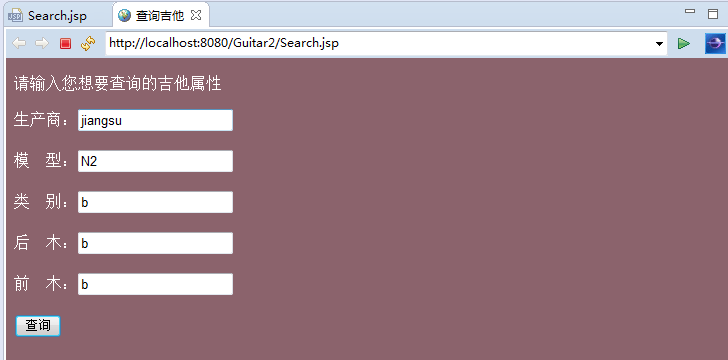 Search.jsp 查询吉他
http://localhost:8080/Guitar2/Search.jsp
请输入您想要查询的吉他属性
生产商：jiangsu
模 型：N2
类 别：b
后 木：b
前 木：b
查询